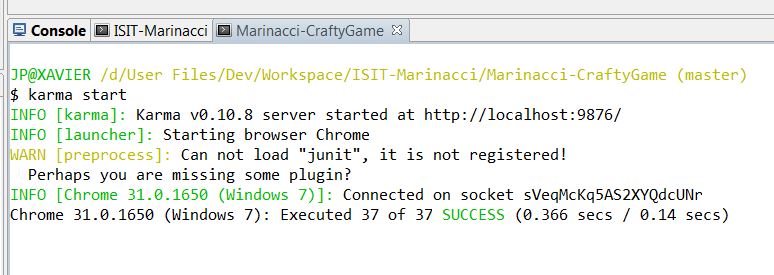 Console ISIT-Marinacci Marinacci-CraftyGame
JP@XAVIER /d/User Files/Dev/Workspace/ISIT-Marinacci/Marinacci-CraftyGame (master)
$ karma start
INFO [karma]: Karma v0.10.8 server started at http://localhost:9876/
INFO [launcher]: Starting browser Chrome
WARN [preprocess]: Can not load "junit", it is not registered!
  Perhaps you are missing some plugin?
INFO [Chrome 31.0.1650 (Windows 7)]: Connected on socket sVeqMcKq5AS2XYQdcUNr
Chrome 31.0.1650 (Windows 7): Executed 37 of 37 SUCCESS (0.366 secs / 0.14 secs)